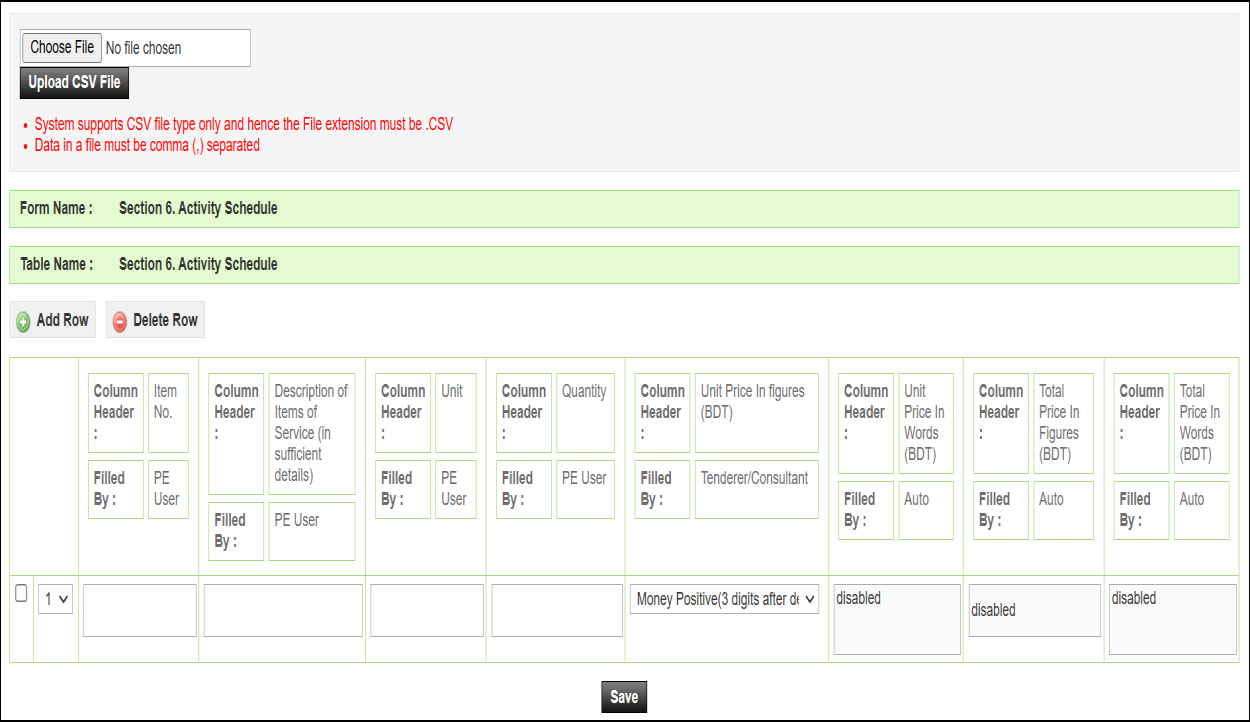 Choose File No file chosen
Upload CSV File
System supports CSV file type only and hence the File extension must be .CSV
Data in a file must be comma (,) separated
Form Name : Section 6. Activity Schedule
Table Name : Section 6. Activity Schedule
Add Row Delete Row
Column
Header
:
Item
No.
Filled
By :
PE
User
Column
Header
:
Description of
Items of
Service (in
sufficient
details)
Filled
By :
PE User
Column
Header
:
Unit
Filled
By :
PE
User
Column
Header
:
Quantity
Filled
By :
PE User
Column
Header
:
Unit Price In figures
(BDT)
Filled
By :
Tenderer/Consultant
Column
Header
:
Unit
Price In
Words
(BDT)
Filled
By :
Auto
Column
Header
:
Total
Price In
Figures
(BDT)
Filled
By :
Auto
Column
Header
:
Total
Price In
Words
(BDT)
Filled
By :
Auto
1
Money Positive(3 digits after de
disabled
disabled
disabled
Save